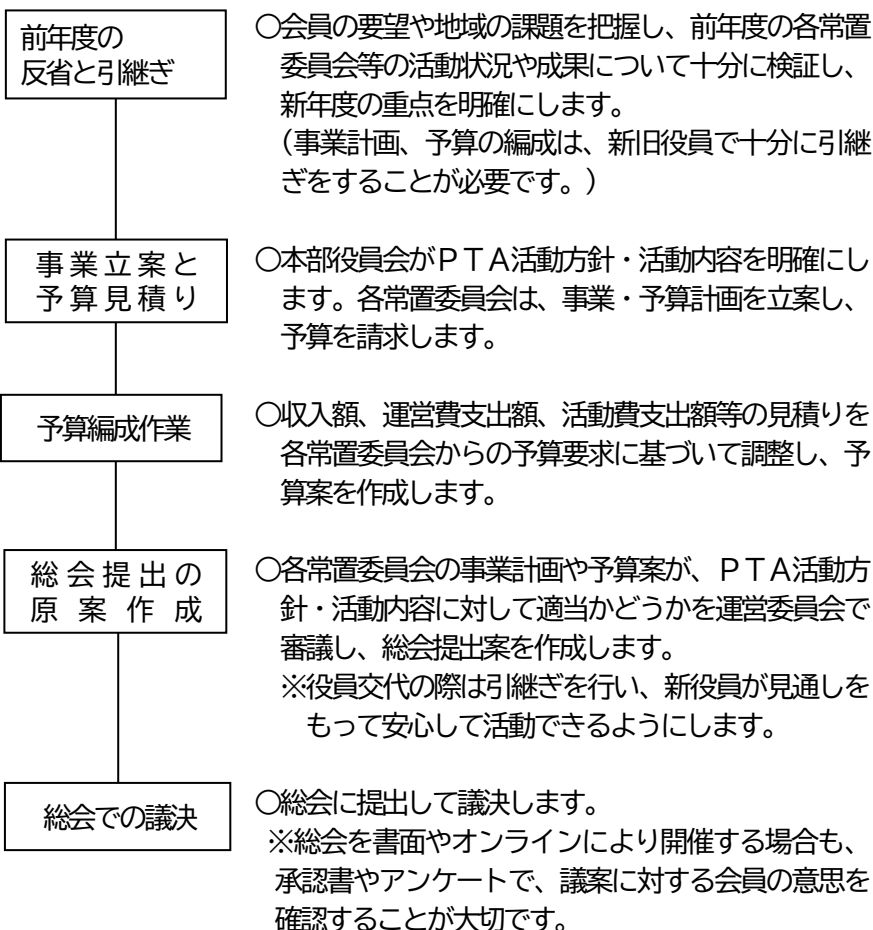 前年度の
反省と引継ぎ
○会員の要望や地域の課題を把握し、前年度の各常置
委員会等の活動状況や成果について十分に検証し、
新年度の重点を明確にします。
(事業計画、予算の編成は、新旧役員で十分に引継
ぎをすることが必要です。)
事業立案と
予算見積り
○本部役員会がPTA活動方針・活動内容を明確にし
ます。各常置委員会は、事業・予算計画を立案し、
予算を請求します。
予算編成作業
○収入額、運営費支出額、活動費支出額等の見積りを
各常置委員会からの予算要求に基づいて調整し、予
算案を作成します。
総会提出の
原案作成
○各常置委員会の事業計画や予算案が、PTA活動方
針・活動内容に対して適当かどうかを運営委員会で
審議し、総会提出案を作成します。
※役員交代の際は引継ぎを行い、新役員が見通しを
もって安心して活動できるようにします。
総会での議決
○総会に提出して議決します。
※総会を書面やオンラインにより開催する場合も、
承認書やアンケートで、議案に対する会員の意思を
確認することが大切です。